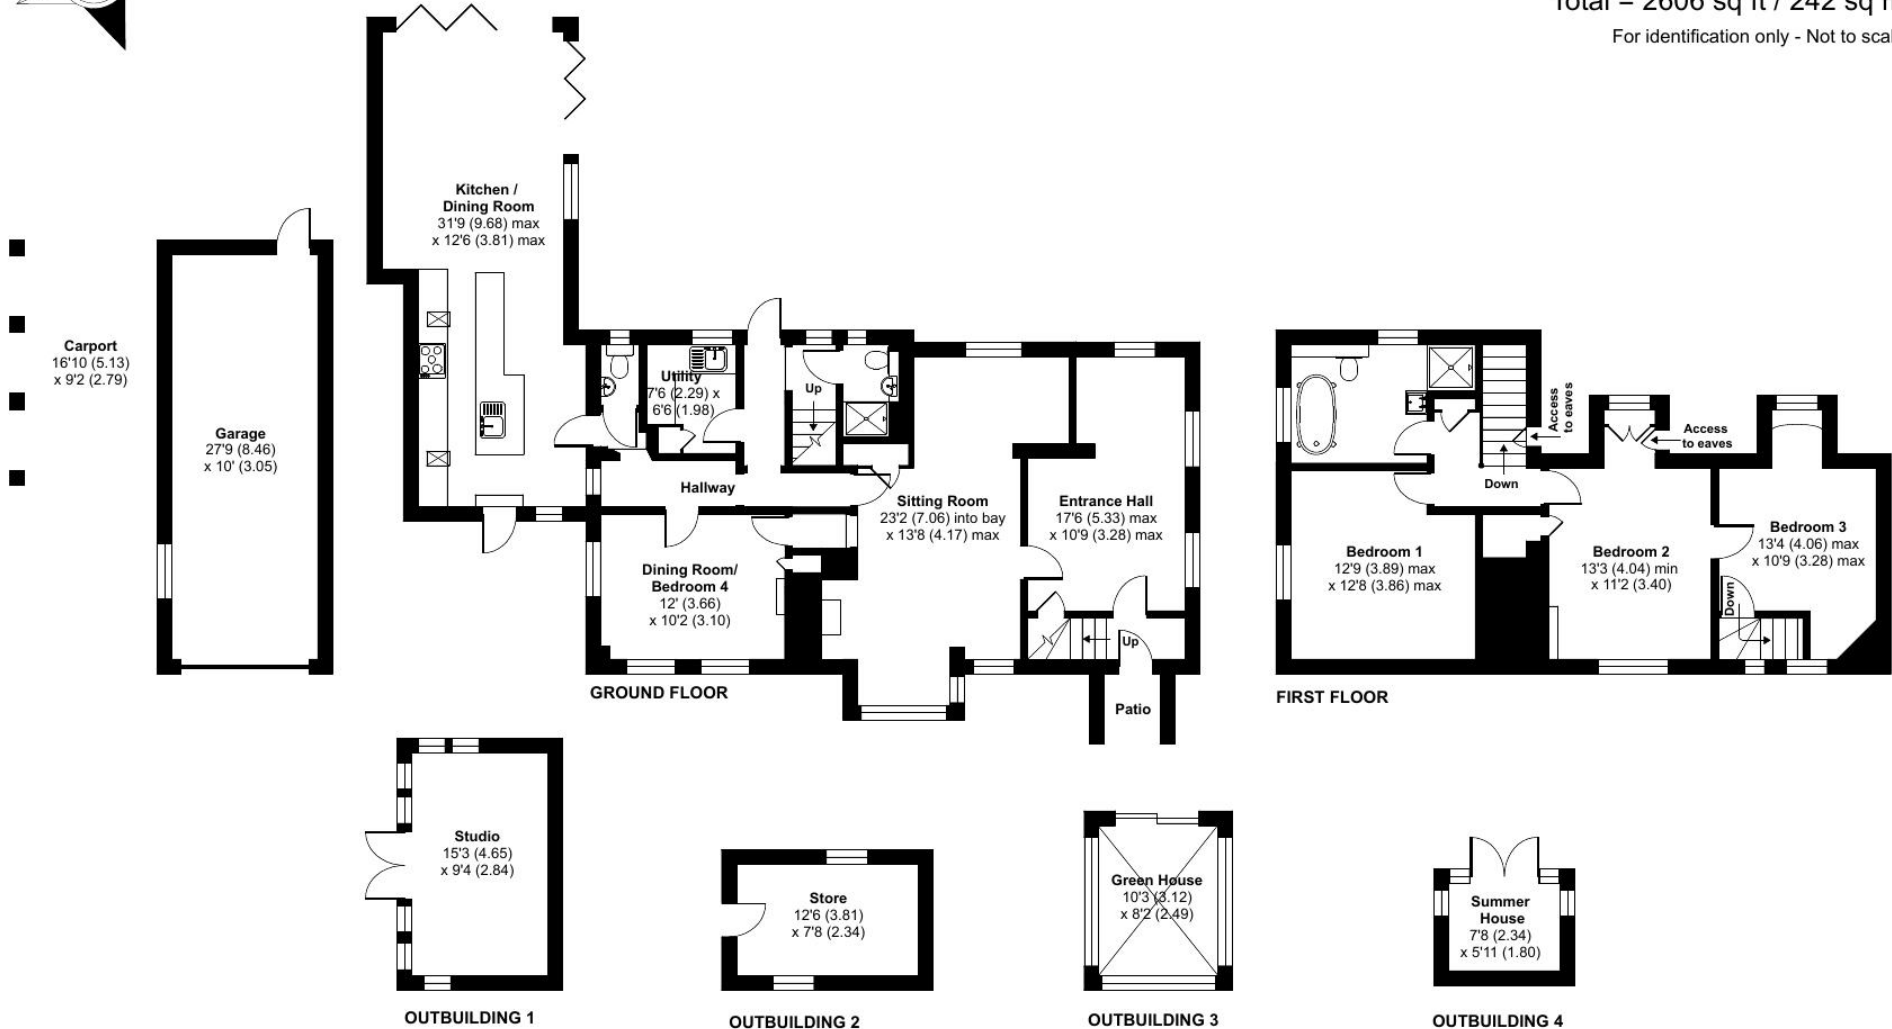 Total = 2606 sq ft / 242 sq m
For identification only - Not to scale
Kitchen /
Dining Room
31'9 (9.68) max
x 12'6 (3.81) max
Carport
16'10 (5.13)
x 9'2 (2.79)
Garage
27'9 (8.46)
x 10' (3.05)
Utility
7'6 (2.29) x
6'6 (1.98)
Up
Hallway
Sitting Room
23'2 (7.06) into bay
x 13'8 (4.17) max
Entrance Hall
17'6 (5.33) max
x 10'9 (3.28) max
Dining Room/
Bedroom 4
12' (3.66)
x 10'2 (3.10)
Up
Patio
GROUND FLOOR
Access
to eaves
Access
to eaves
Down
Bedroom 1
12'9 (3.89) max
x 12'8 (3.86) max
Bedroom 2
13'3 (4.04) min
x 11'2 (3.40)
Bedroom 3
13'4 (4.06) max
x 10'9 (3.28) max
Down
FIRST FLOOR
Studio
15'3 (4.65)
x 9'4 (2.84)
OUTBUILDING 1
Store
12'6 (3.81)
x 7'8 (2.34)
OUTBUILDING 2
Green House
10'3 (3.12)
x 8'2 (2.49)
OUTBUILDING 3
Summer
House
7'8 (2.34)
x 5'11 (1.80)
OUTBUILDING 4